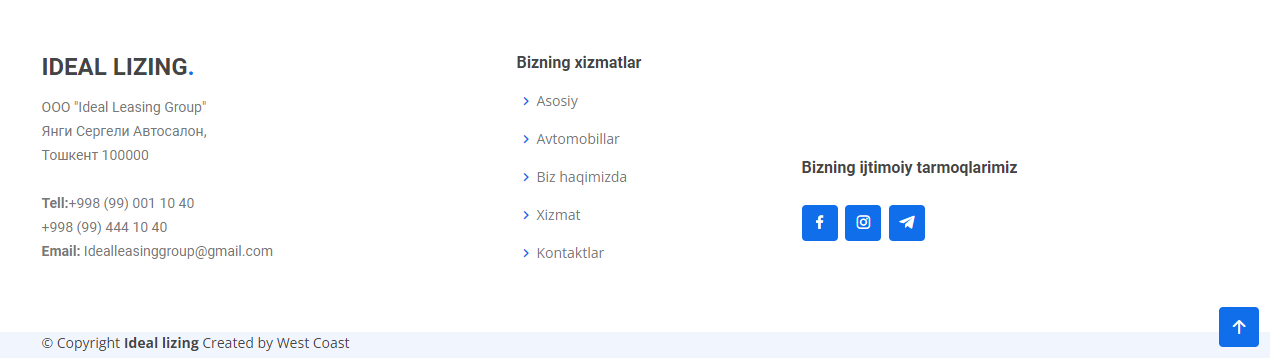 IDEAL LIZING.
ООО "Ideal Leasing Group"
Янги Сергели Автосалон,
Тошкент 100000
Tell:+998 (99) 001 10 40
+998 (99) 444 10 40
Email: Idealleasinggroup@gmail.com
Bizning xizmatlar
Asosiy
Avtomobillar
Biz haqimizda
Xizmat
Kontaktlar
Bizning ijtimoiy tarmoqlarimiz
© Copyright Ideal lizing Created by West Coast